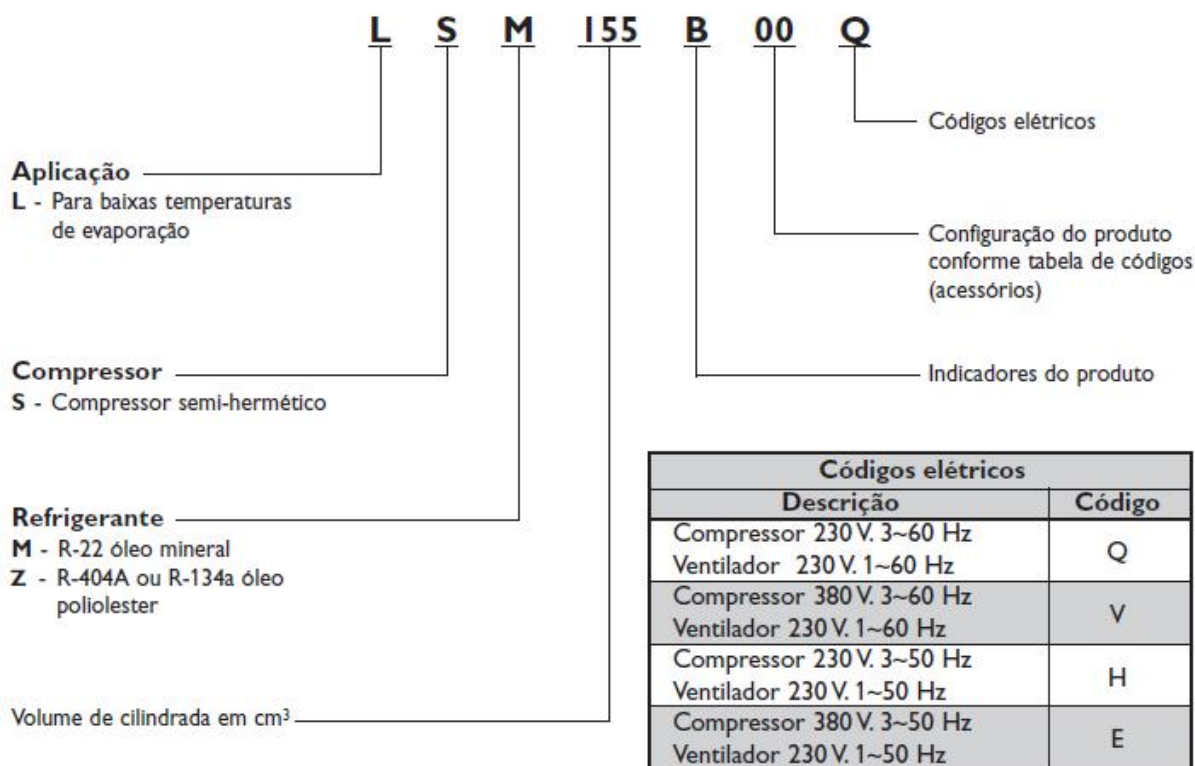 L S M 155 B 00 Q
Códigos elétricos
Aplicação
L - Para baixas temperaturas
de evaporação
Configuração do produto
conforme tabela de códigos
(acessórios)
Compressor
S - Compressor semi-hermético
Indicadores do produto
Refrigerante
M - R-22 óleo mineral
Z - R-404A ou R-134a óleo
poliolester
Volume de cilindrada em cm³
Códigos elétricos
Descrição Código
Compressor 230 V. 3~60 Hz
Ventilador 230 V. 1~60 Hz
Q
Compressor 380 V. 3~60 Hz
Ventilador 230 V. 1~60 Hz
V
Compressor 230 V. 3~50 Hz
Ventilador 230 V. 1~50 Hz
H
Compressor 380 V. 3~50 Hz
Ventilador 230 V. 1~50 Hz
E